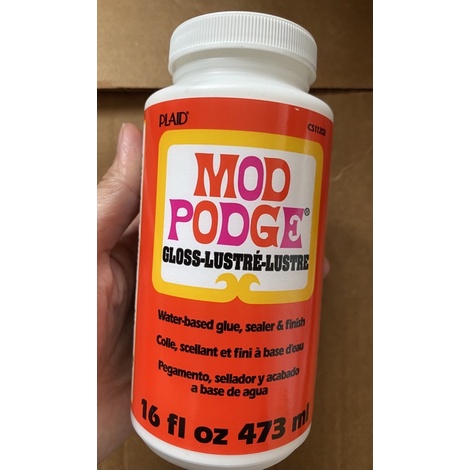 PLAID®
CS11202
MOD
PODGE®
GLOSS-LUSTRÉ-LUSTRE
Water-based glue, sealer & finish
Colle, scellant et fini à base d'eau
Pegamento, sellador y acabado
a base de agua
16 fl oz 473 ml